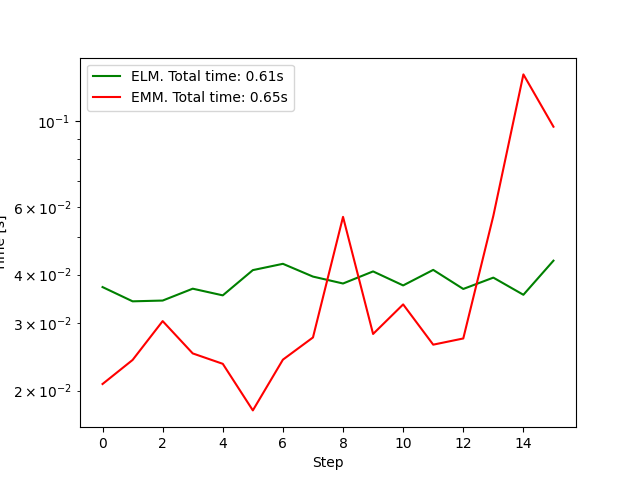 ELM. Total time: 0.61s
EMM. Total time: 0.65s
10⁻¹
6 × 10⁻²
4 × 10⁻²
3 × 10⁻²
2 × 10⁻²
Time [s]
0 2 4 6 8 10 12 14
Step